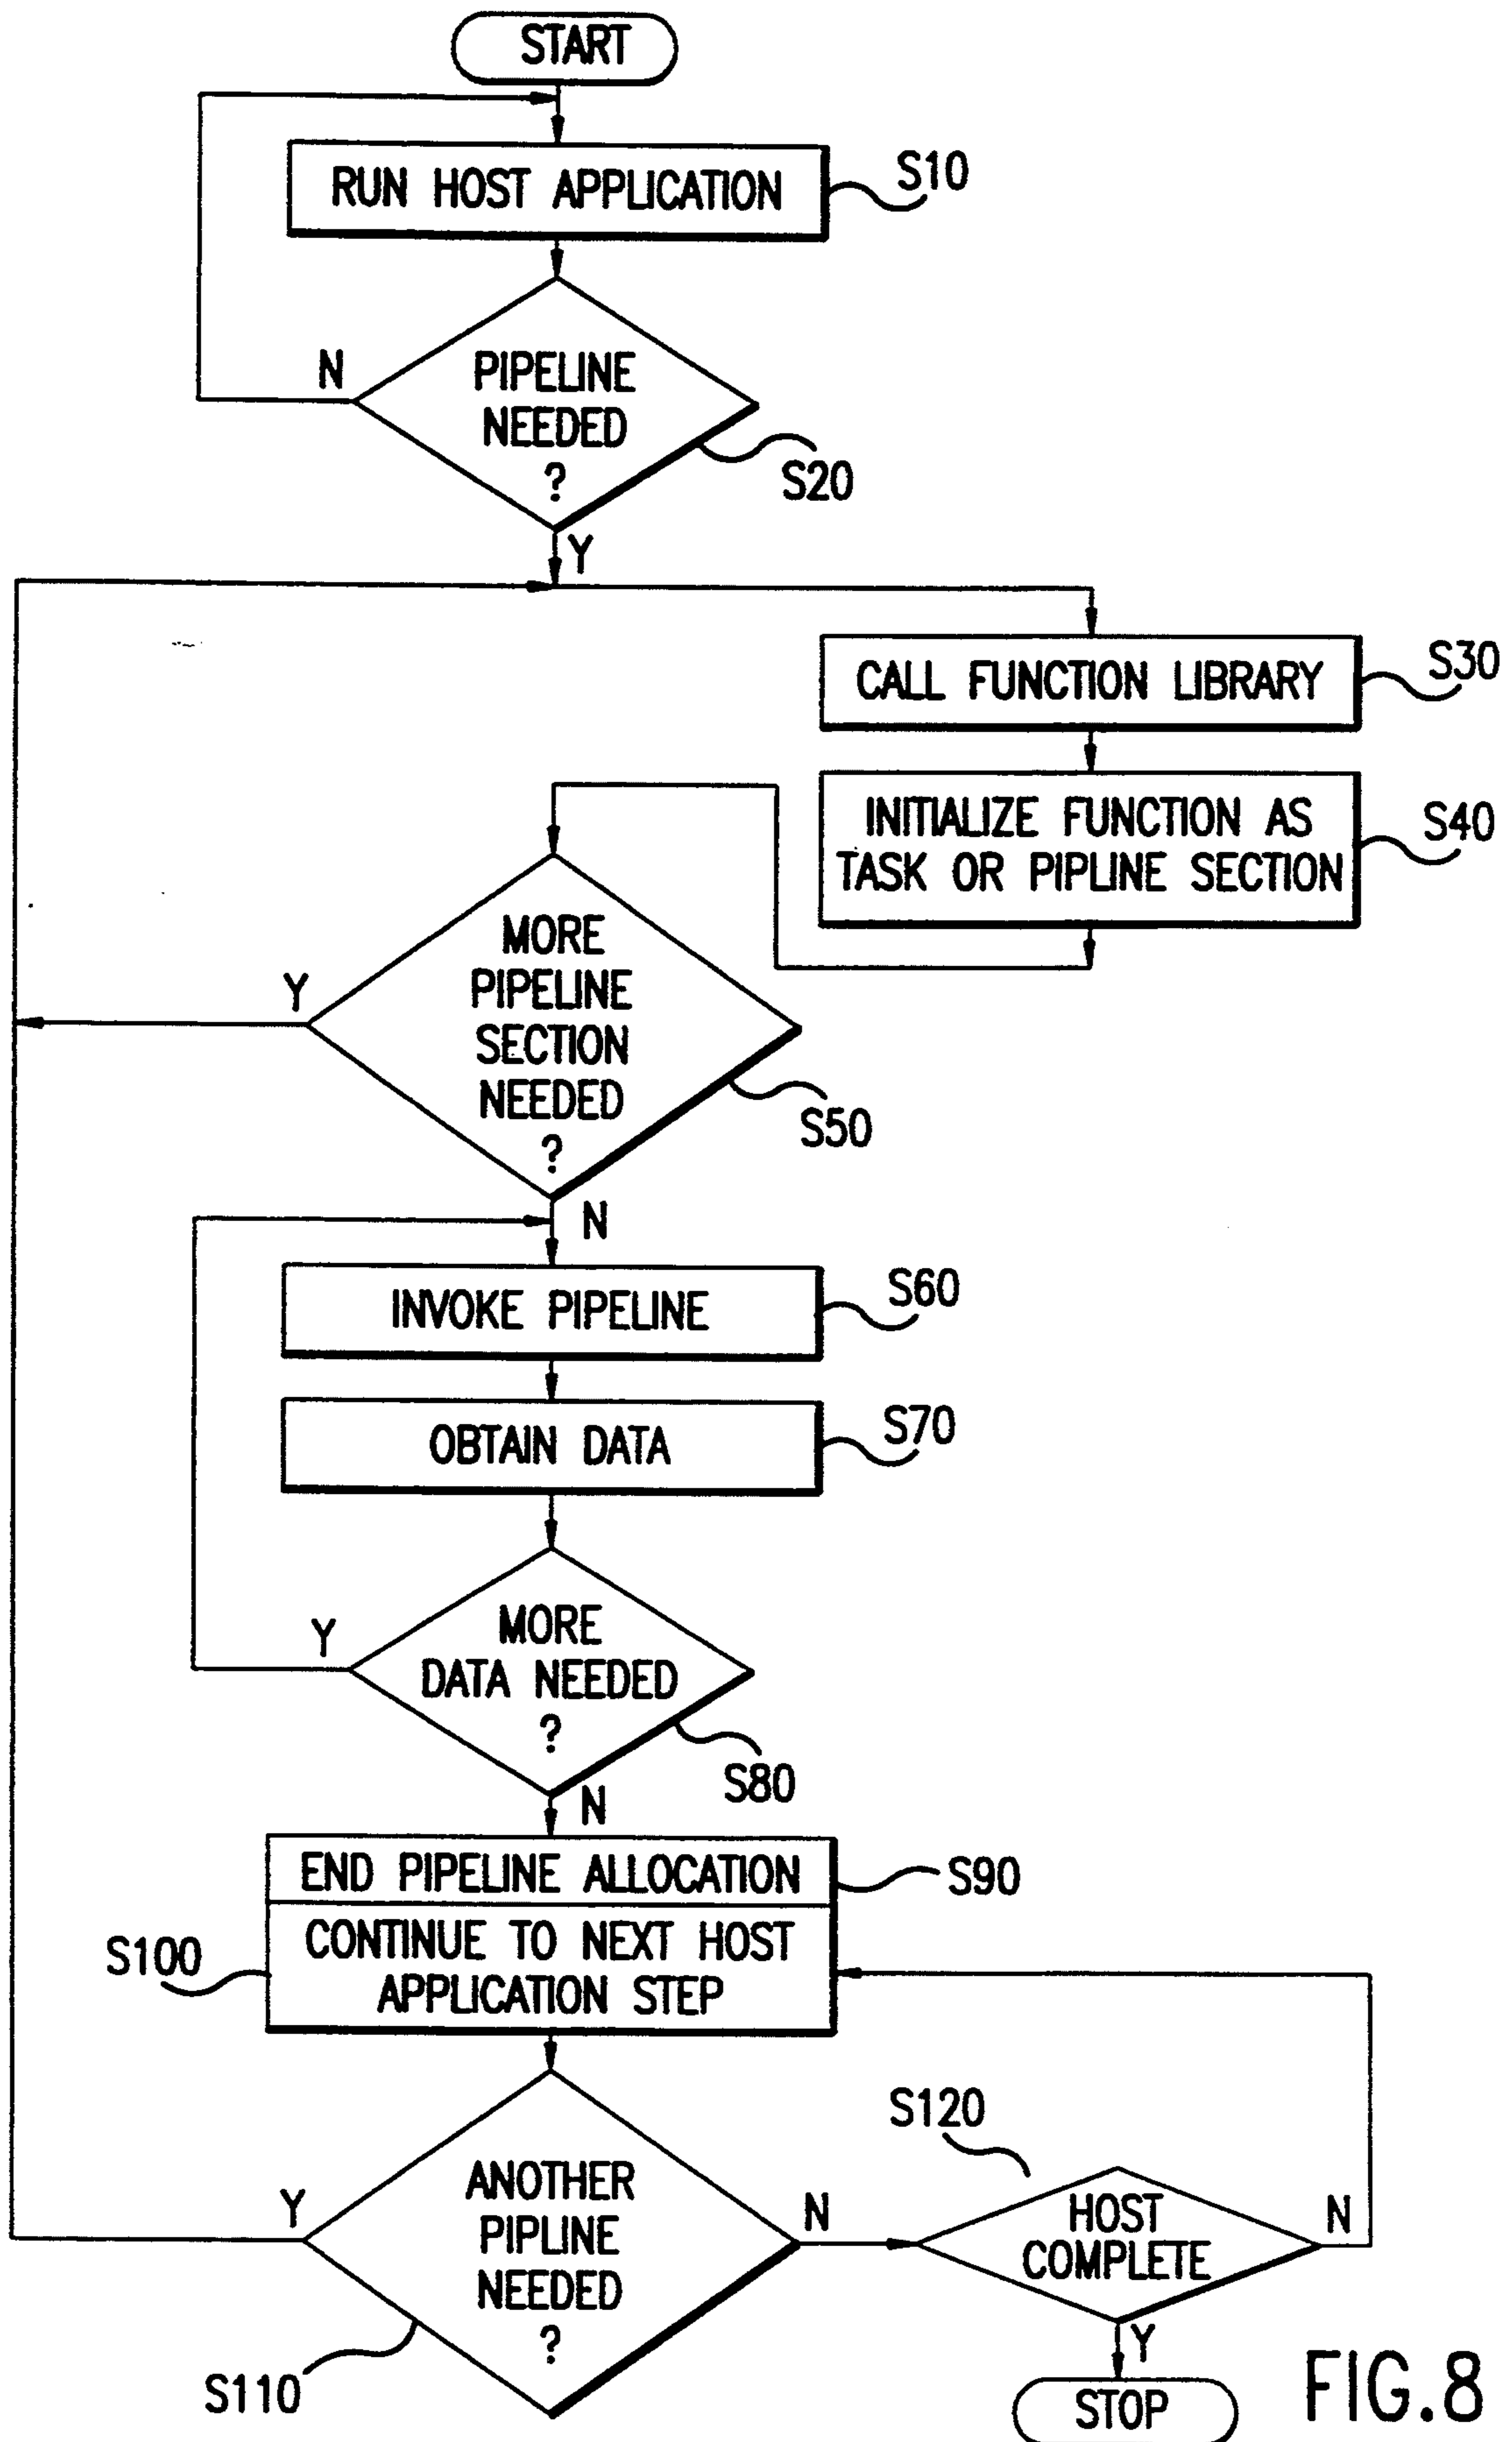 START
RUN HOST APPLICATION
S10
N
PIPELINE
NEEDED
?
S20
Y
CALL FUNCTION LIBRARY
S30
INITIALIZE FUNCTION AS
TASK OR PIPLINE SECTION
S40
MORE
PIPELINE
SECTION
NEEDED
?
Y
S50
N
INVOKE PIPELINE
S60
OBTAIN DATA
S70
MORE
DATA NEEDED
?
Y
S80
N
END PIPELINE ALLOCATION
S90
CONTINUE TO NEXT HOST
APPLICATION STEP
S100
S120
ANOTHER
PIPLINE
NEEDED
?
Y
N
S110
HOST
COMPLETE
N
Y
STOP
FIG.8